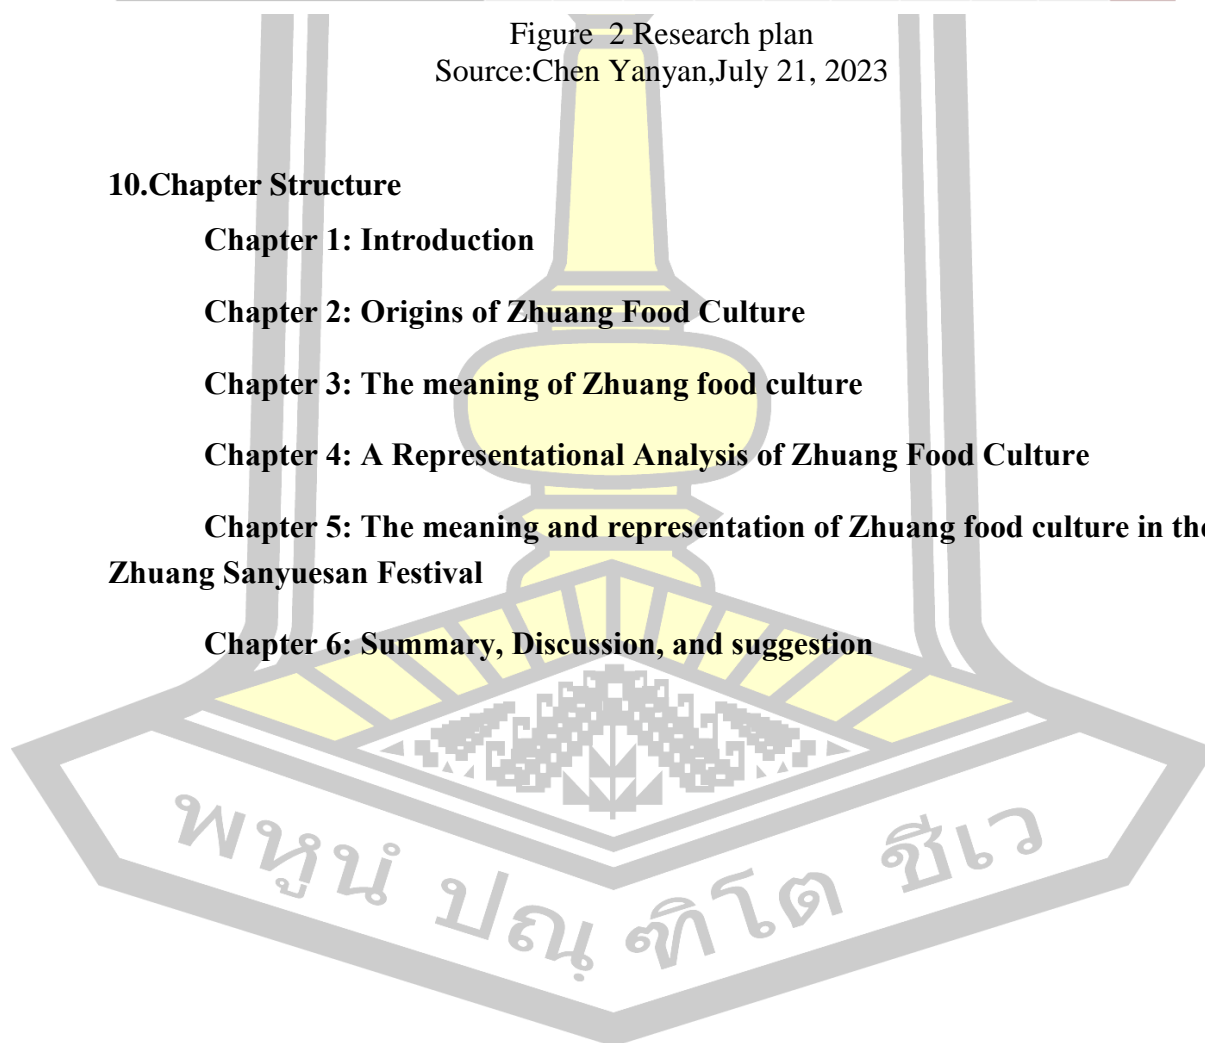 Figure  2 Research plan
Source:Chen Yanyan,July 21, 2023
10.Chapter Structure
Chapter 1: Introduction
Chapter 2: Origins of Zhuang Food Culture
Chapter 3: The meaning of Zhuang food culture
Chapter 4: A Representational Analysis of Zhuang Food Culture
Chapter 5: The meaning and representation of Zhuang food culture in the
Zhuang Sanyuesan Festival
Chapter 6: Summary, Discussion, and suggestion
พหูนํ ปณฺฑิโต ชีเว